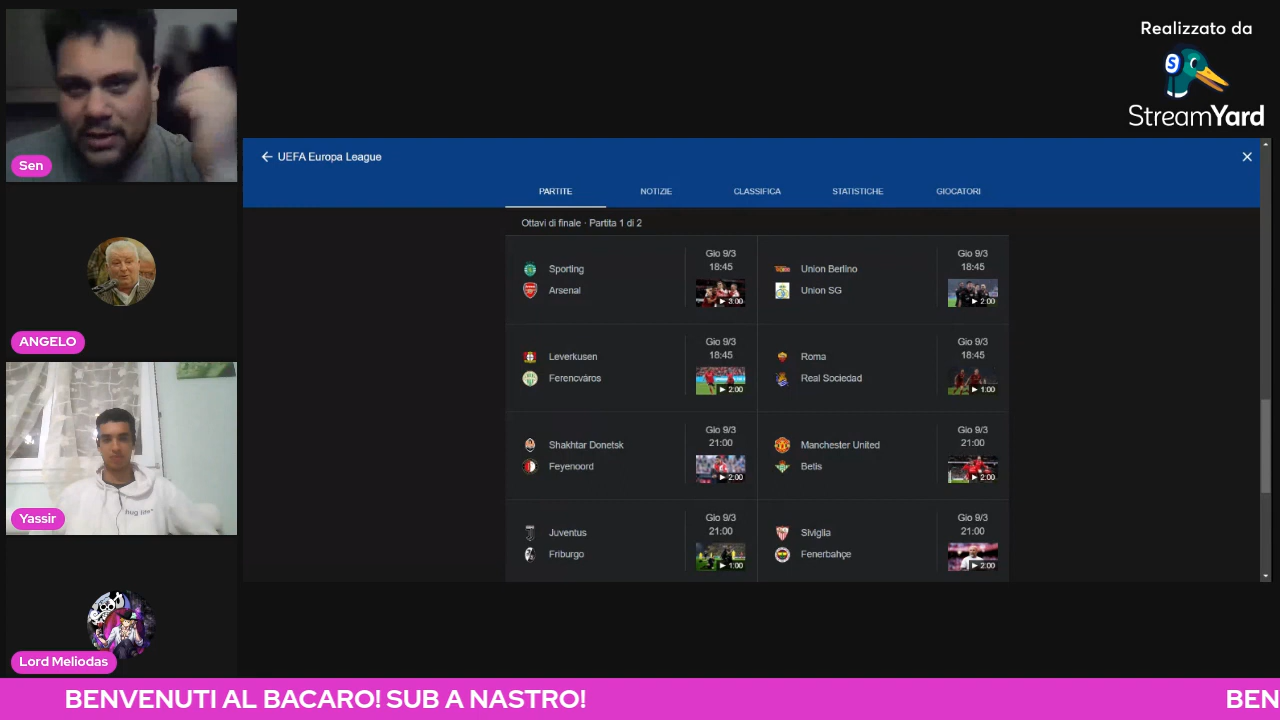 Realizzato da
S
StreamYard
Sen
ANGELO
Yassir
Lord Meliodas
UEFA Europa League
PARTITE NOTIZIE CLASSIFICA STATISTICHE GIOCATORI
Ottavi di finale · Partita 1 di 2
Sporting
Arsenal
Gio 9/3
18:45
3:00
Union Berlino
Union SG
Gio 9/3
18:45
2:00
Leverkusen
Ferencváros
Gio 9/3
18:45
2:00
Roma
Real Sociedad
Gio 9/3
18:45
1:00
Shakhtar Donetsk
Feyenoord
Gio 9/3
21:00
2:00
Manchester United
Betis
Gio 9/3
21:00
2:00
Juventus
Friburgo
Gio 9/3
21:00
1:00
Siviglia
Fenerbahçe
Gio 9/3
21:00
2:00
BENVENUTI AL BACARO! SUB A NASTRO!
BEN